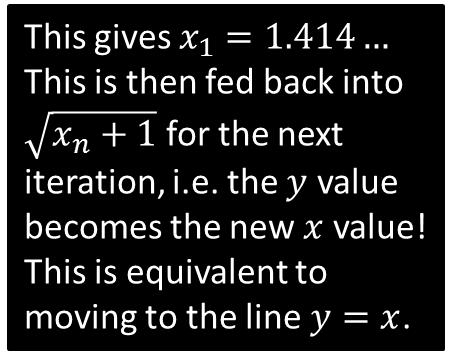 This gives x₁ = 1.414 ...
This is then fed back into
√(xₙ + 1) for the next
iteration, i.e. the y value
becomes the new x value!
This is equivalent to
moving to the line y = x.